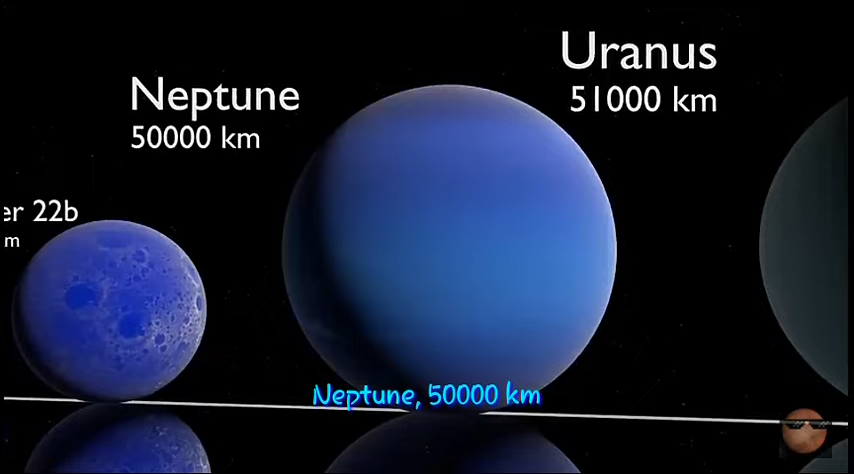 Neptune
50000 km
Uranus
51000 km
er 22b
m
Neptune, 50000 km